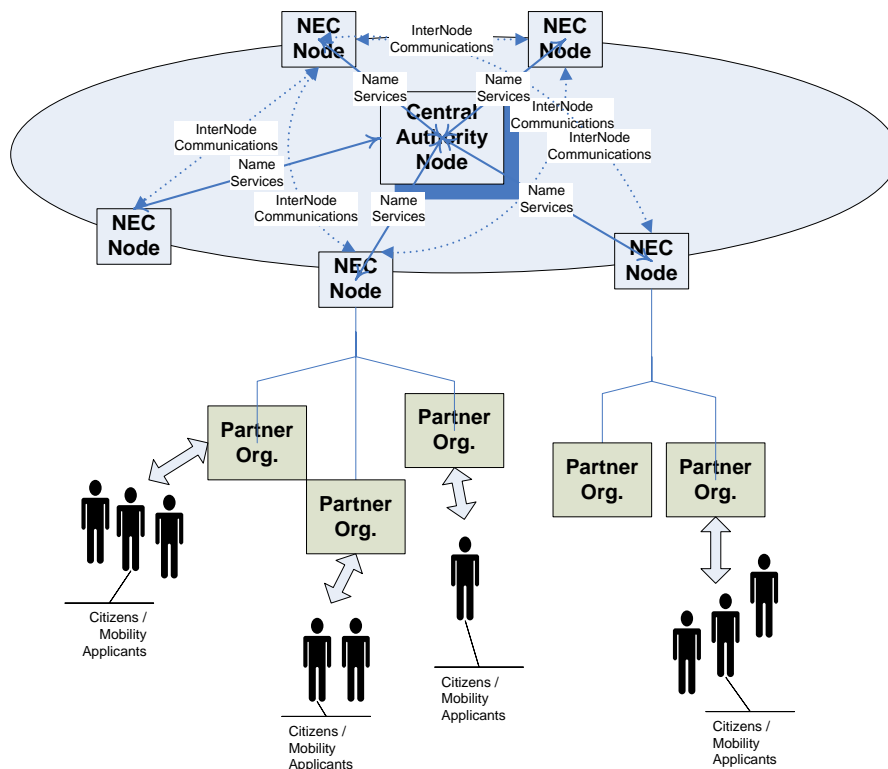 NEC
Node
InterNode
Communications
NEC
Node
Name
Services
Name
Services
Central
Authority
Node
InterNode
Communications
InterNode
Communications
InterNode
Communications
Name
Services
InterNode
Communications
Name
Services
Name
Services
NEC
Node
NEC
Node
NEC
Node
Partner
Org.
Partner
Org.
Partner
Org.
Partner
Org.
Partner
Org.
Citizens /
Mobility
Applicants
Citizens /
Mobility
Applicants
Citizens /
Mobility
Applicants
Citizens /
Mobility
Applicants